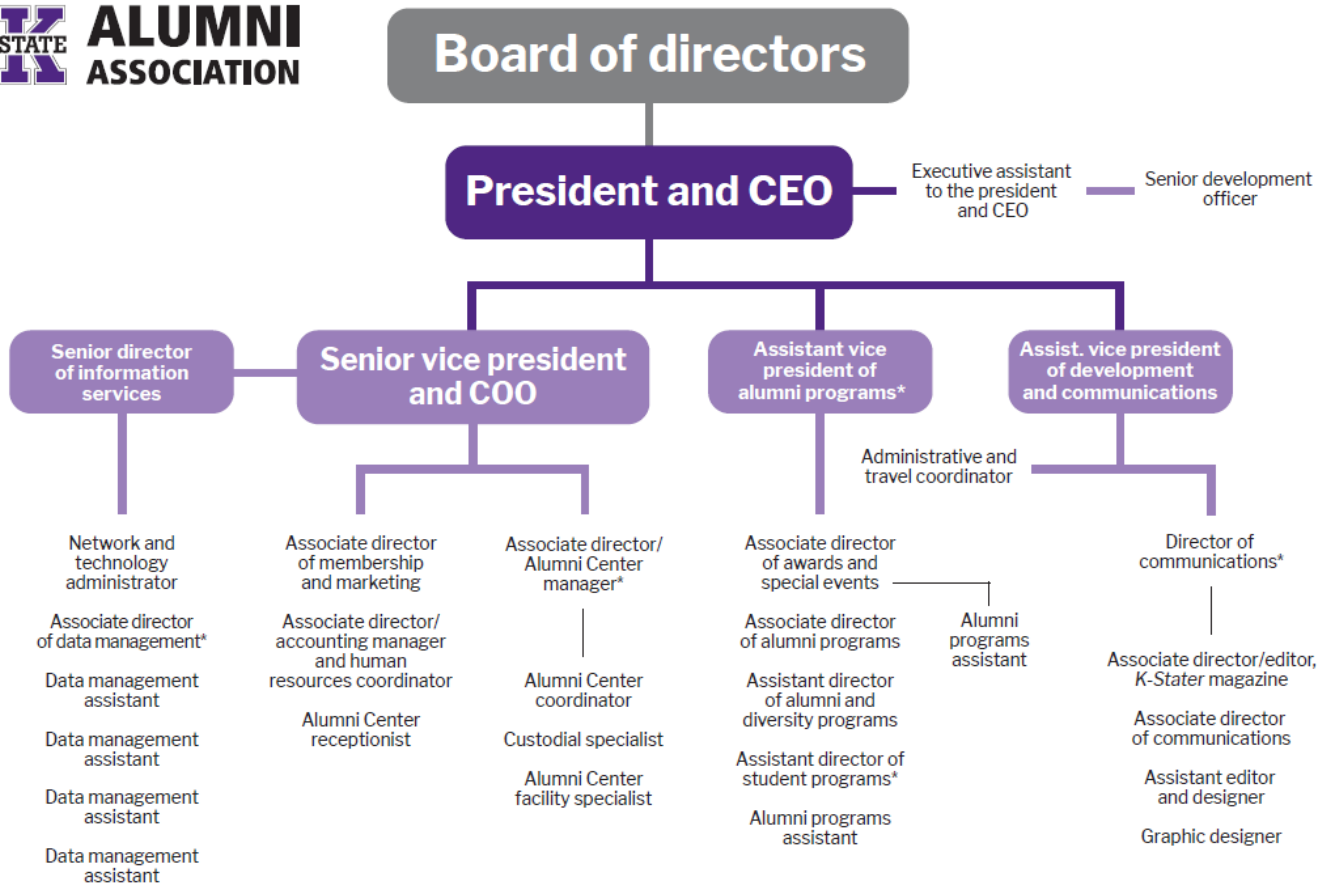 K
STATE
ALUMNI
ASSOCIATION
Board of directors
President and CEO
Executive assistant
to the president
and CEO
Senior development
officer
Senior director
of information
services
Senior vice president
and COO
Assistant vice
president of
alumni programs*
Assist. vice president
of development
and communications
Administrative and
travel coordinator
Network and
technology
administrator
Associate director
of data management*
Data management
assistant
Data management
assistant
Data management
assistant
Data management
assistant
Associate director
of membership
and marketing
Associate director/
accounting manager
and human
resources coordinator
Alumni Center
receptionist
Associate director/
Alumni Center
manager*
Alumni Center
coordinator
Custodial specialist
Alumni Center
facility specialist
Associate director
of awards and
special events
Associate director
of alumni programs
Assistant director
of alumni and
diversity programs
Assistant director of
student programs*
Alumni programs
assistant
Alumni
programs
assistant
Director of
communications*
Associate director/editor,
K-Stater magazine
Associate director
of communications
Assistant editor
and designer
Graphic designer